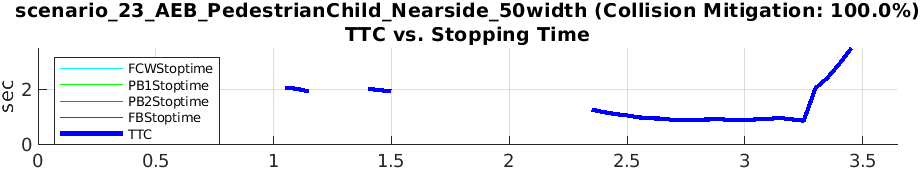 scenario_23_AEB_PedestrianChild_Nearside_50width (Collision Mitigation: 100.0%)
TTC vs. Stopping Time
sec
2
0
FCWStoptime
PB1Stoptime
PB2Stoptime
FBStoptime
TTC
0 0.5 1 1.5 2 2.5 3 3.5